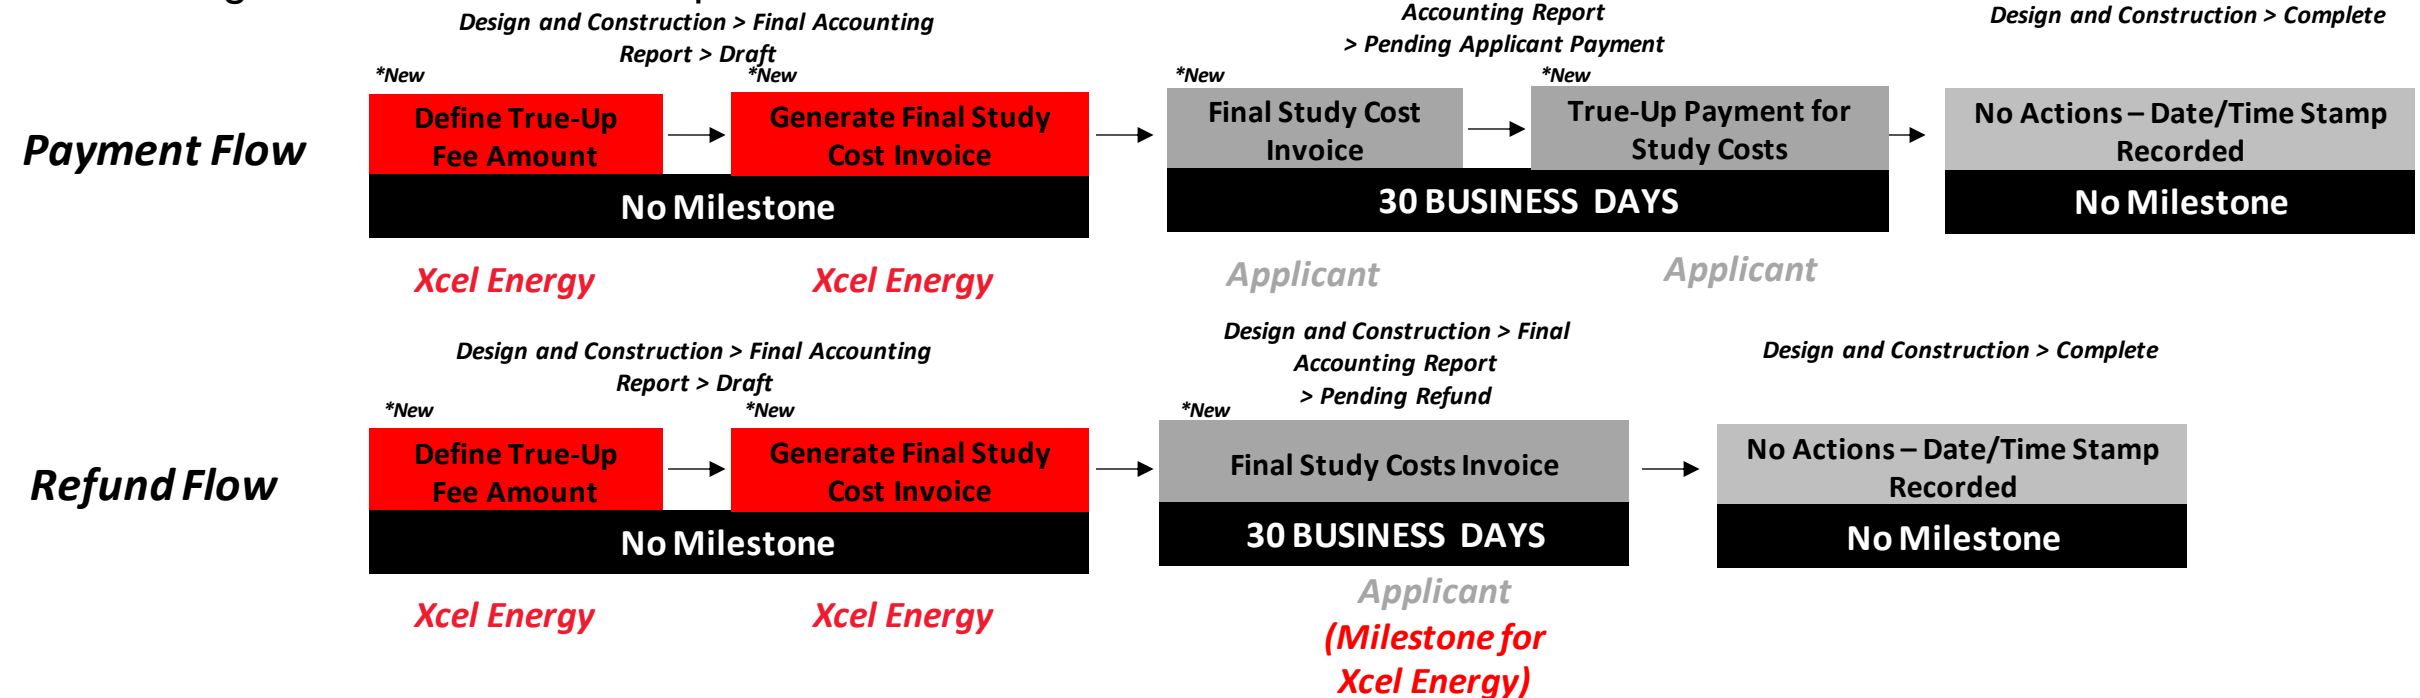 Design and Construction > Final Accounting
Report > Draft
Accounting Report
> Pending Applicant Payment
Design and Construction > Complete
*New
*New
*New
*New
Payment Flow
Define True-Up
Fee Amount
Generate Final Study
Cost Invoice
Final Study Cost
Invoice
True-Up Payment for
Study Costs
No Actions – Date/Time Stamp
Recorded
No Milestone
30 BUSINESS DAYS
No Milestone
Xcel Energy
Xcel Energy
Applicant
Applicant
Design and Construction > Final Accounting
Report > Draft
Design and Construction > Final
Accounting Report
> Pending Refund
Design and Construction > Complete
*New
*New
*New
Refund Flow
Define True-Up
Fee Amount
Generate Final Study
Cost Invoice
Final Study Costs Invoice
No Actions – Date/Time Stamp
Recorded
No Milestone
30 BUSINESS DAYS
No Milestone
Xcel Energy
Xcel Energy
Applicant
(Milestone for
Xcel Energy)